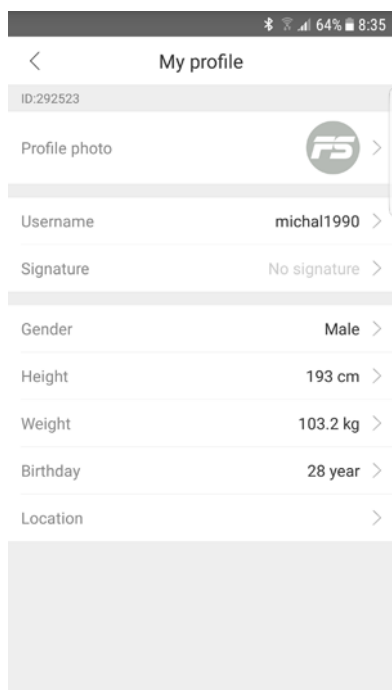 64% 8:35
My profile
ID:292523
Profile photo FS
Username michal1990
Signature No signature
Gender Male
Height 193 cm
Weight 103.2 kg
Birthday 28 year
Location